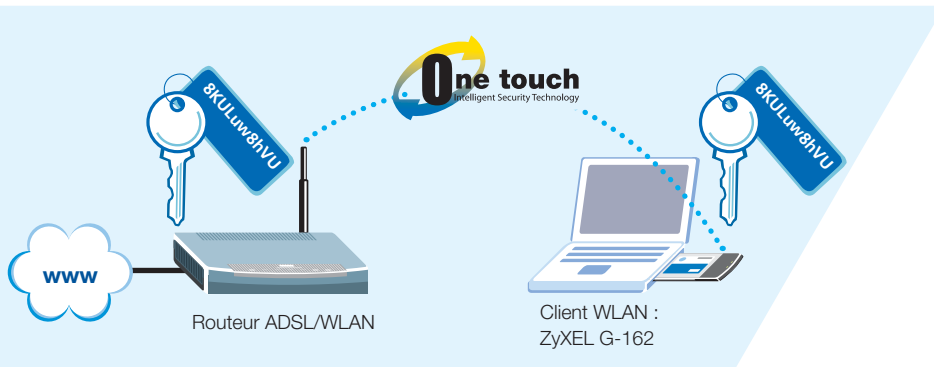 One touch
Intelligent Security Technology
8KULuw8hVU
8KULuw8hVU
www
Routeur ADSL/WLAN
Client WLAN :
ZyXEL G-162